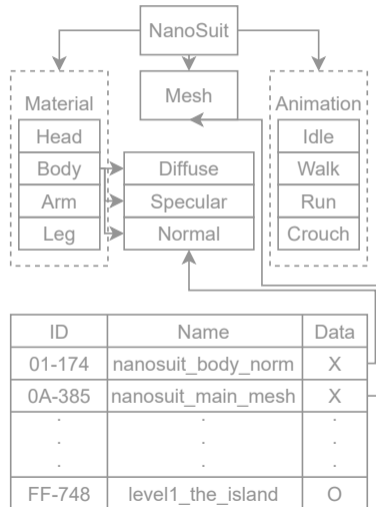 NanoSuit
Material
Head
Body
Arm
Leg
Mesh
Diffuse
Specular
Normal
Animation
Idle
Walk
Run
Crouch
ID Name Data
01-174 nanosuit_body_norm X
0A-385 nanosuit_main_mesh X
. . .
. . .
. . .
FF-748 level1_the_island O